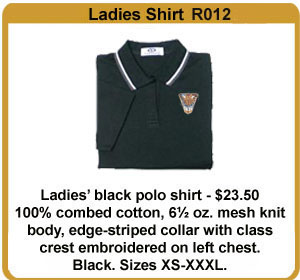 Ladies Shirt R012
Ladies’ black polo shirt - $23.50
100% combed cotton, 6½ oz. mesh knit
body, edge-striped collar with class
crest embroidered on left chest.
Black. Sizes XS-XXXL.